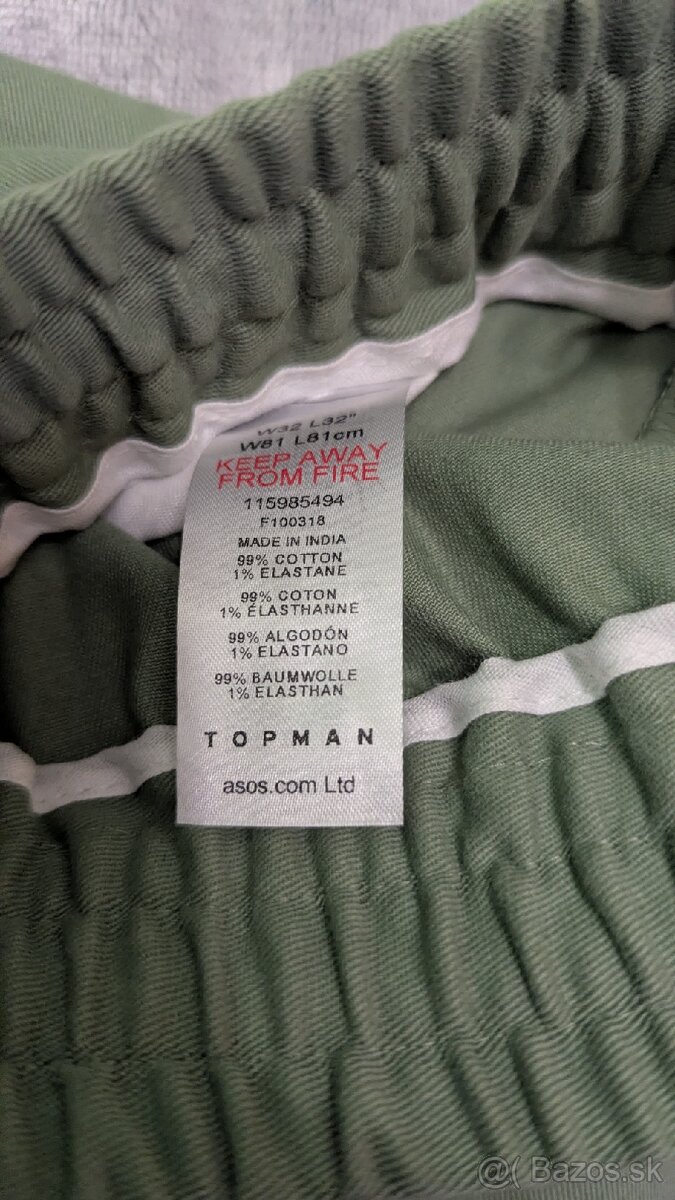 W32 L32"
W81 L81cm
KEEP AWAY
FROM FIRE
115985494
F100318
MADE IN INDIA
99% COTTON
1% ELASTANE
99% COTON
1% ÉLASTHANNE
99% ALGODÓN
1% ELASTANO
99% BAUMWOLLE
1% ELASTHAN
TOPMAN
asos.com Ltd
@( Bazos.sk